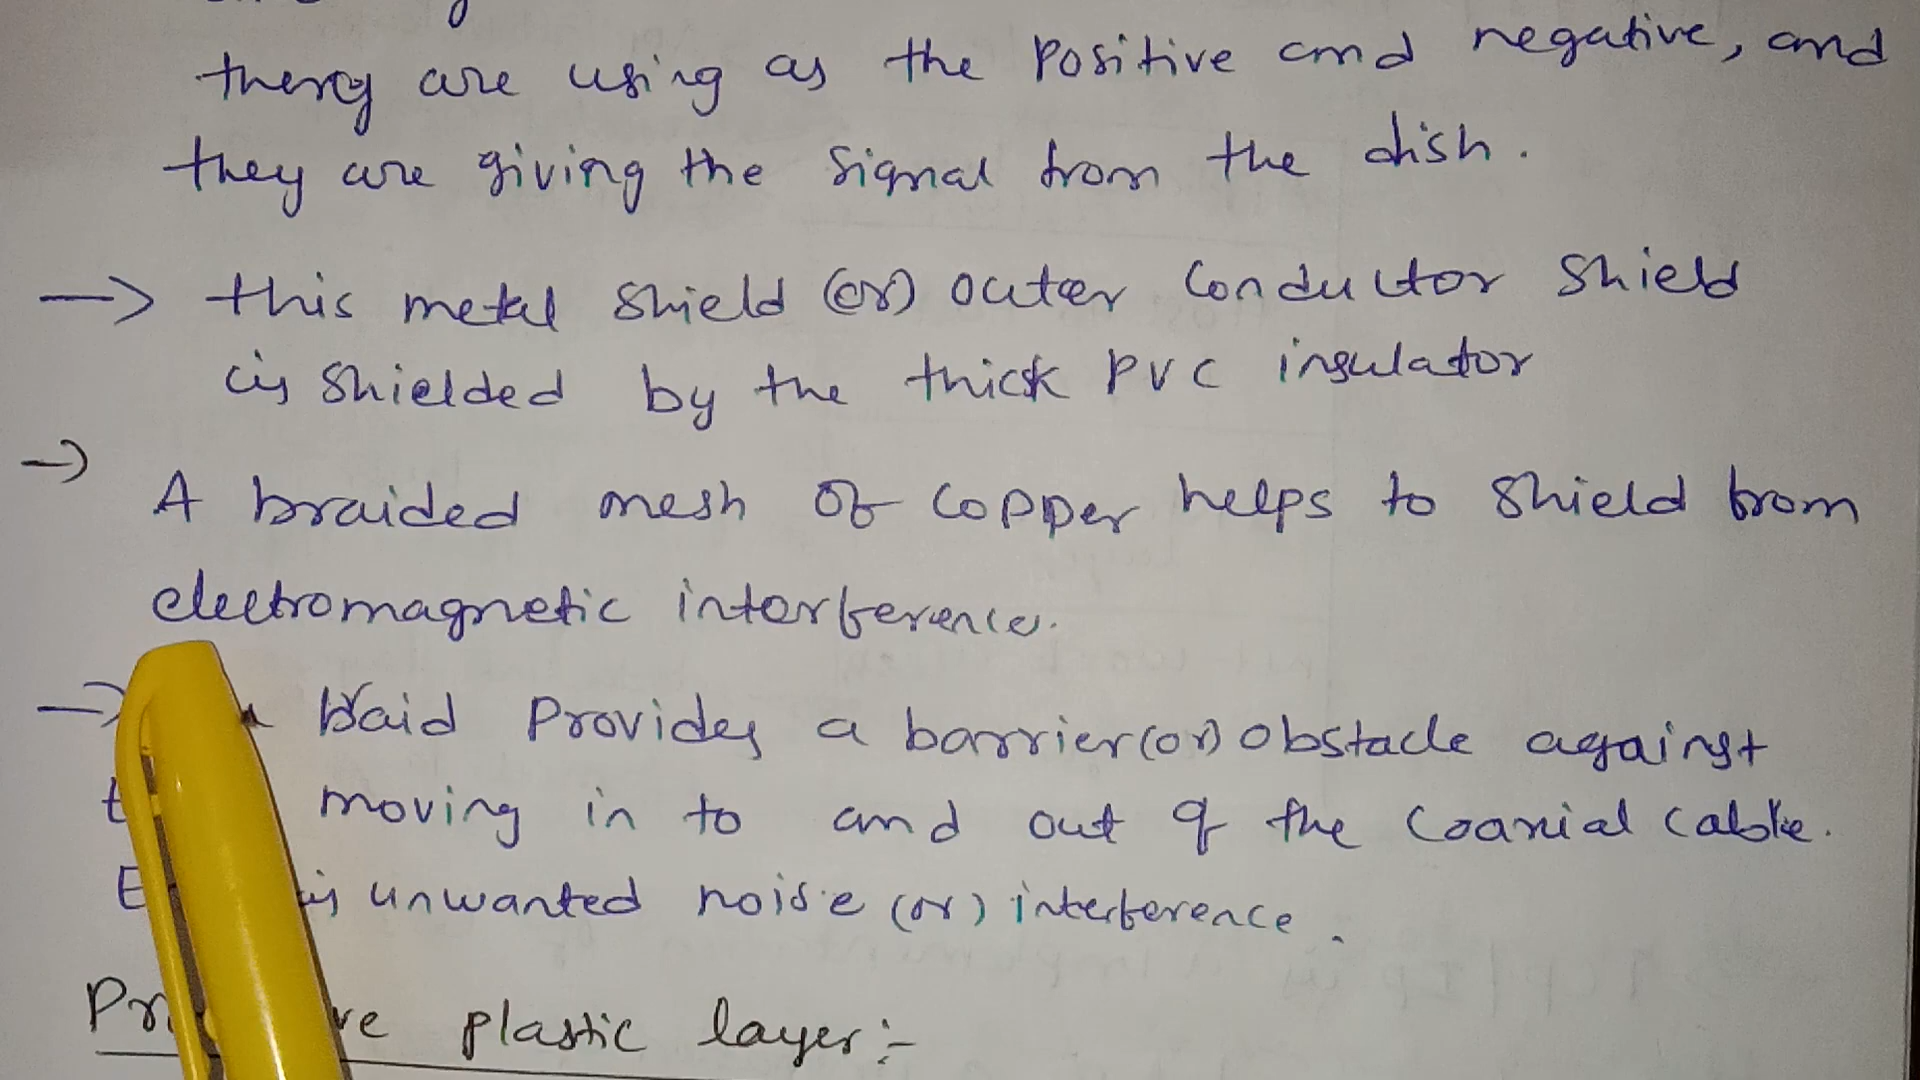 they are using as the Positive and negative, and
they are giving the Signal from the dish.
→ this metal shield (or) outer Conductor Shield
is Shielded by the thick PVC insulator
→
A braided mesh of Copper helps to Shield from
electromagnetic interference.
→ braid Provides a barrier (or) obstacle against
moving in to and out of the Coaxial Cable.
is unwanted noise (or) interference.
plastic layer:-